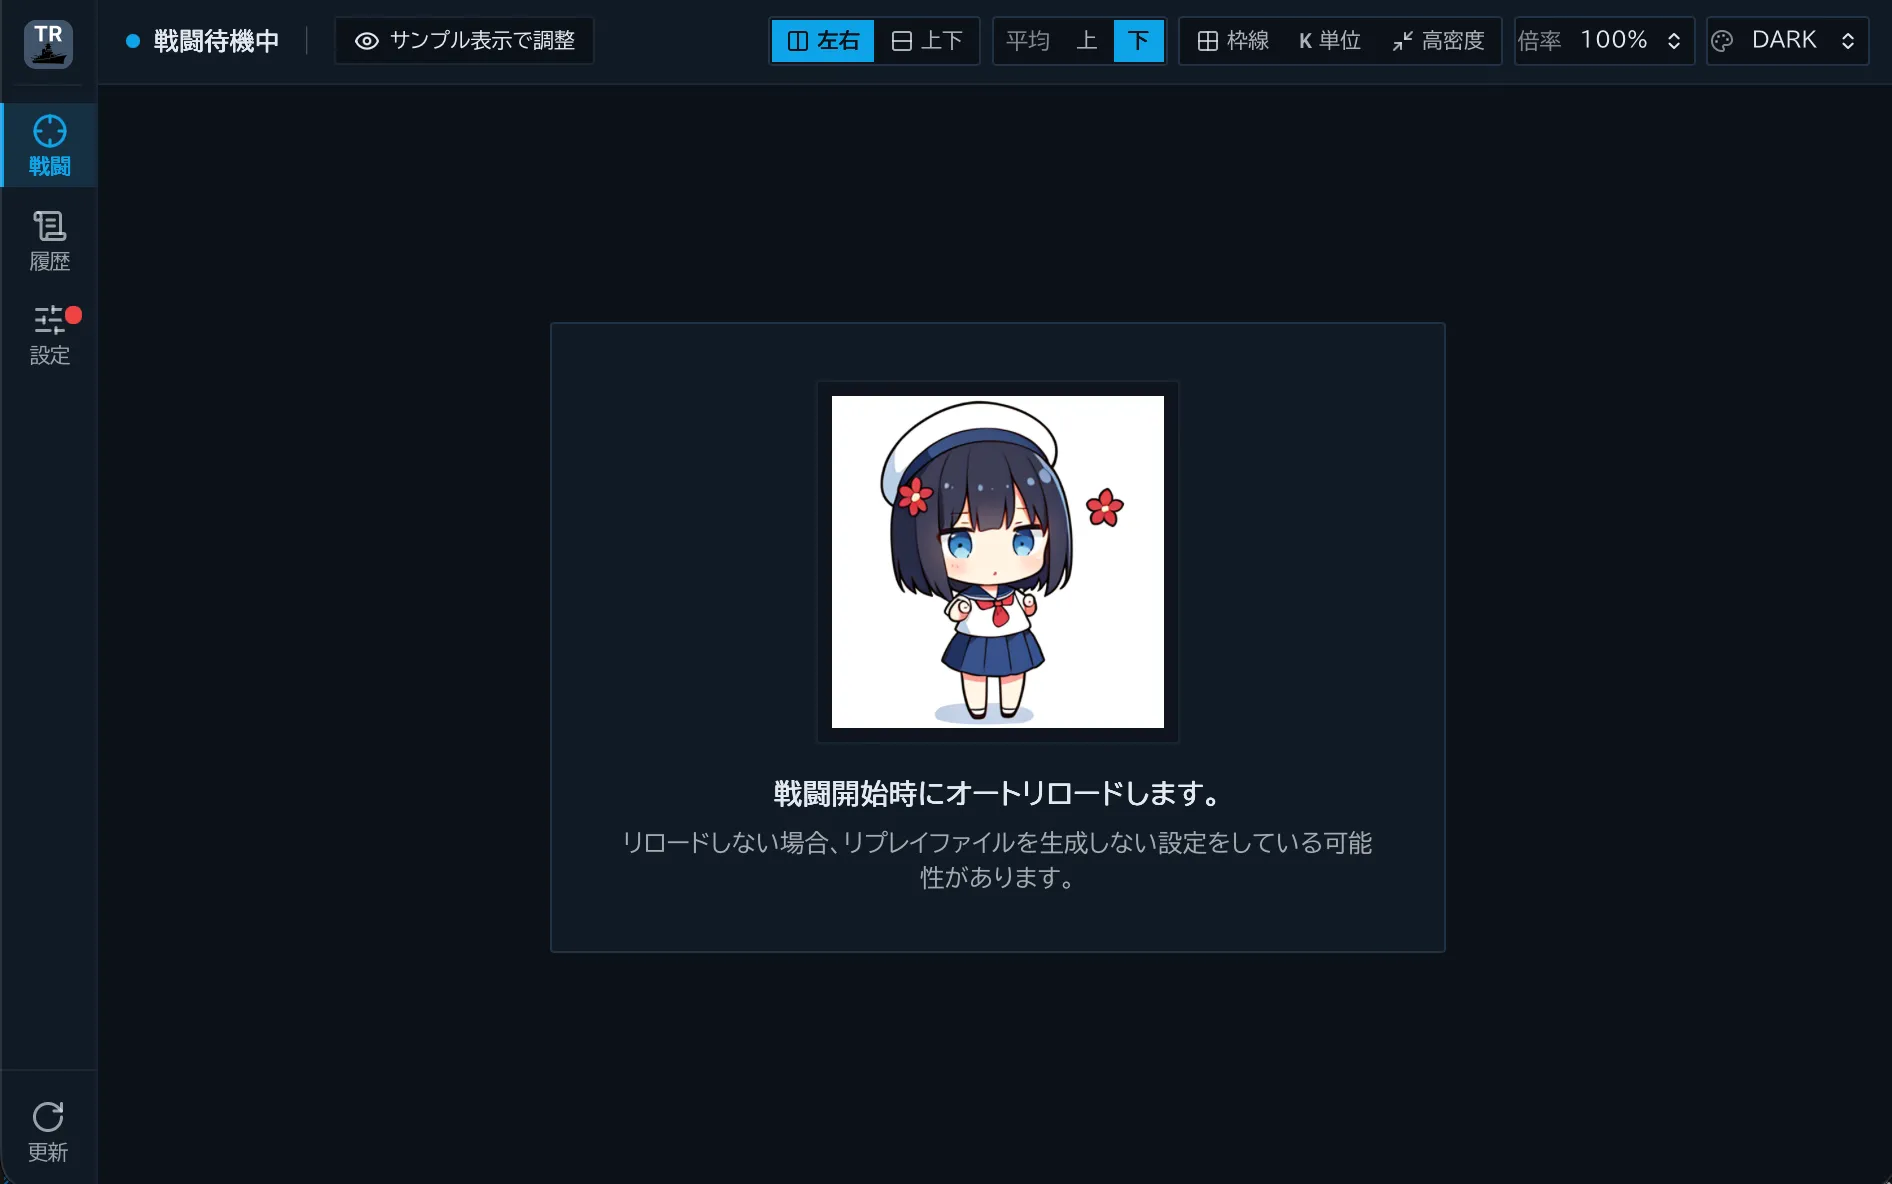 TR
戦闘待機中
サンプル表示で調整
左右
上下
平均
上
下
枠線
K 単位
高密度
倍率
100%
DARK
戦闘
履歴
設定
戦闘開始時にオートリロードします。
リロードしない場合、リプレイファイルを生成しない設定をしている可能
性があります。
更新